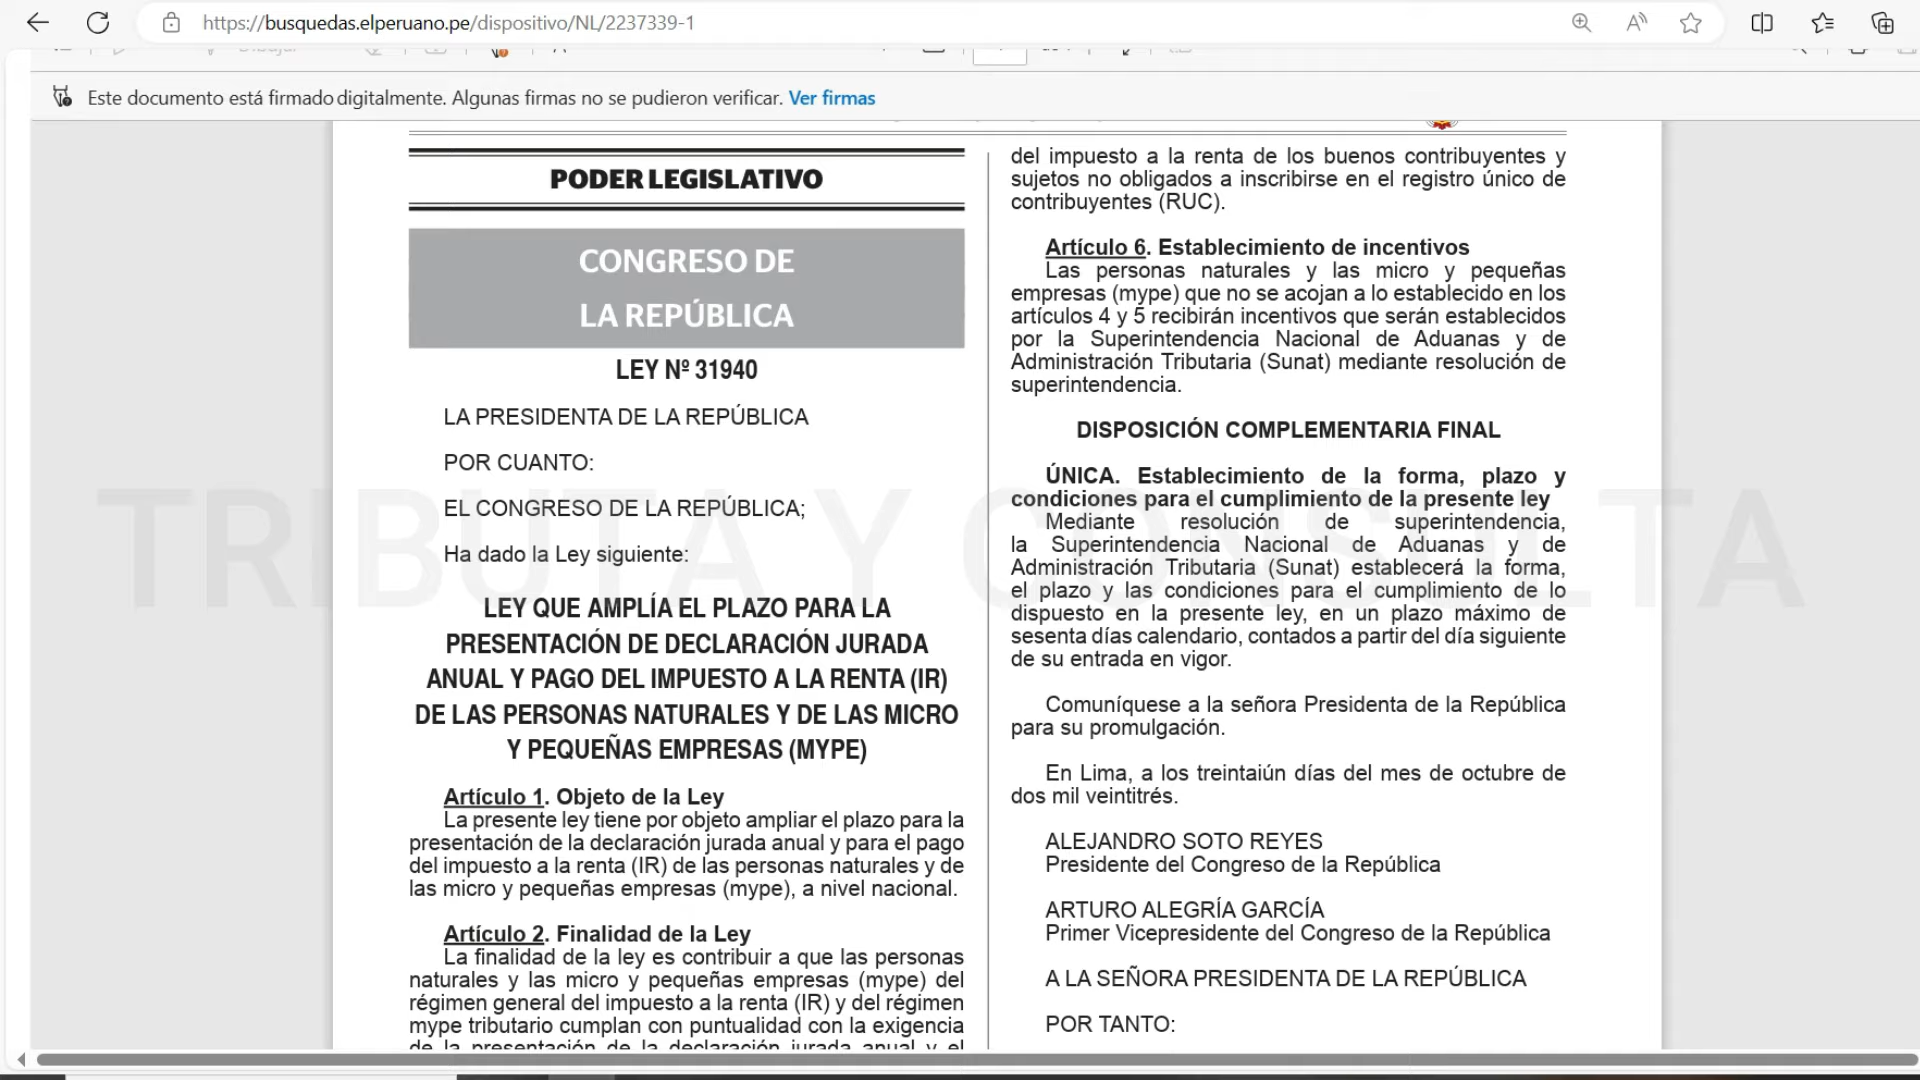 https://busquedas.elperuano.pe/dispositivo/NL/2237339-1
Este documento está firmado digitalmente. Algunas firmas no se pudieron verificar. Ver firmas
PODER LEGISLATIVO
CONGRESO DE
LA REPÚBLICA
LEY Nº 31940
LA PRESIDENTA DE LA REPÚBLICA
POR CUANTO:
EL CONGRESO DE LA REPÚBLICA;
Ha dado la Ley siguiente:
LEY QUE AMPLÍA EL PLAZO PARA LA
PRESENTACIÓN DE DECLARACIÓN JURADA
ANUAL Y PAGO DEL IMPUESTO A LA RENTA (IR)
DE LAS PERSONAS NATURALES Y DE LAS MICRO
Y PEQUEÑAS EMPRESAS (MYPE)
Artículo 1. Objeto de la Ley
La presente ley tiene por objeto ampliar el plazo para la
presentación de la declaración jurada anual y para el pago
del impuesto a la renta (IR) de las personas naturales y de
las micro y pequeñas empresas (mype), a nivel nacional.
Artículo 2. Finalidad de la Ley
La finalidad de la ley es contribuir a que las personas
naturales y las micro y pequeñas empresas (mype) del
régimen general del impuesto a la renta (IR) y del régimen
mype tributario cumplan con puntualidad con la exigencia
de la presentación de la declaración jurada anual y el
del impuesto a la renta de los buenos contribuyentes y
sujetos no obligados a inscribirse en el registro único de
contribuyentes (RUC).
Artículo 6. Establecimiento de incentivos
Las personas naturales y las micro y pequeñas
empresas (mype) que no se acojan a lo establecido en los
artículos 4 y 5 recibirán incentivos que serán establecidos
por la Superintendencia Nacional de Aduanas y de
Administración Tributaria (Sunat) mediante resolución de
superintendencia.
DISPOSICIÓN COMPLEMENTARIA FINAL
ÚNICA. Establecimiento de la forma, plazo y
condiciones para el cumplimiento de la presente ley
Mediante resolución de superintendencia,
la Superintendencia Nacional de Aduanas y de
Administración Tributaria (Sunat) establecerá la forma,
el plazo y las condiciones para el cumplimiento de lo
dispuesto en la presente ley, en un plazo máximo de
sesenta días calendario, contados a partir del día siguiente
de su entrada en vigor.
Comuníquese a la señora Presidenta de la República
para su promulgación.
En Lima, a los treintaiún días del mes de octubre de
dos mil veintitrés.
ALEJANDRO SOTO REYES
Presidente del Congreso de la República
ARTURO ALEGRÍA GARCÍA
Primer Vicepresidente del Congreso de la República
A LA SEÑORA PRESIDENTA DE LA REPÚBLICA
POR TANTO:
TRIBUTA Y CONSULTA